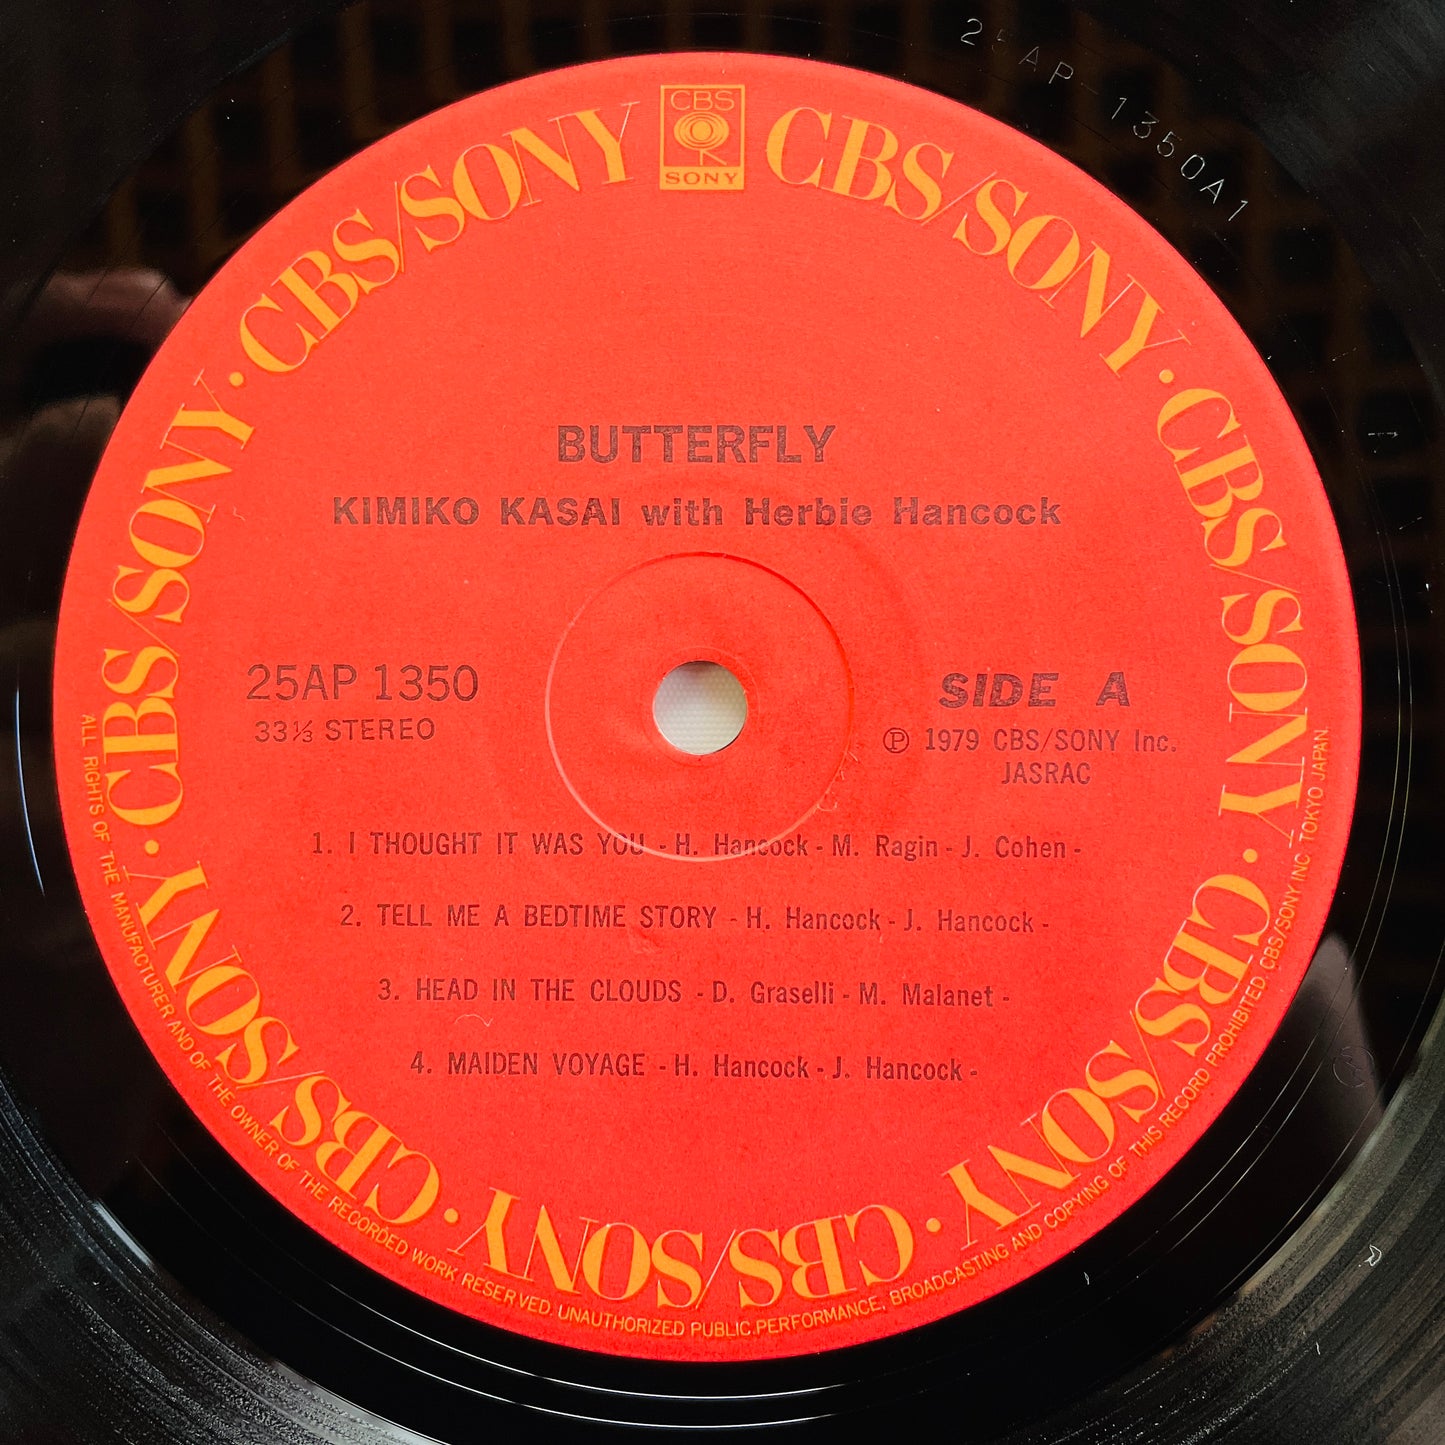 25AP-1350A1
CBS
SONY
CBS/SONY · CBS/SONY · CBS/SONY · CBS/SONY · CBS/SONY · CBS/SONY · CBS/SONY · CBS/SONY
BUTTERFLY
KIMIKO KASAI with Herbie Hancock
25AP 1350
33⅓ STEREO
SIDE A
Ⓟ 1979 CBS/SONY Inc.
JASRAC
1. I THOUGHT IT WAS YOU - H. Hancock - M. Ragin - J. Cohen -
2. TELL ME A BEDTIME STORY - H. Hancock - J. Hancock -
3. HEAD IN THE CLOUDS - D. Graselli - M. Malanet -
4. MAIDEN VOYAGE - H. Hancock - J. Hancock -
ALL RIGHTS OF THE MANUFACTURER AND OF THE OWNER OF THE RECORDED WORK RESERVED. UNAUTHORIZED PUBLIC PERFORMANCE, BROADCASTING AND COPYING OF THIS RECORD PROHIBITED. CBS/SONY INC. TOKYO JAPAN.